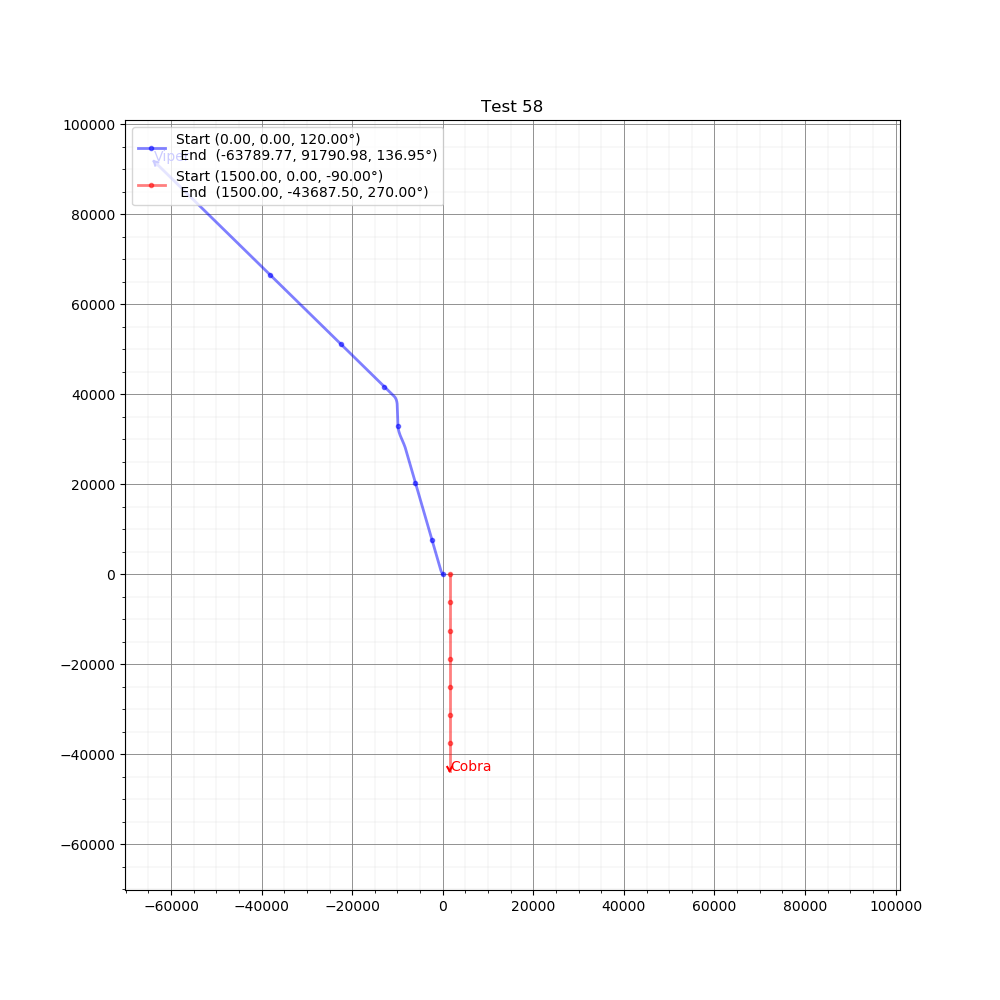 Test 58
Start (0.00, 0.00, 120.00°)
End (-63789.77, 91790.98, 136.95°)
Start (1500.00, 0.00, -90.00°)
End (1500.00, -43687.50, 270.00°)
100000
80000
60000
40000
20000
0
−20000
−40000
−60000
Cobra
−60000 −40000 −20000 0 20000 40000 60000 80000 100000